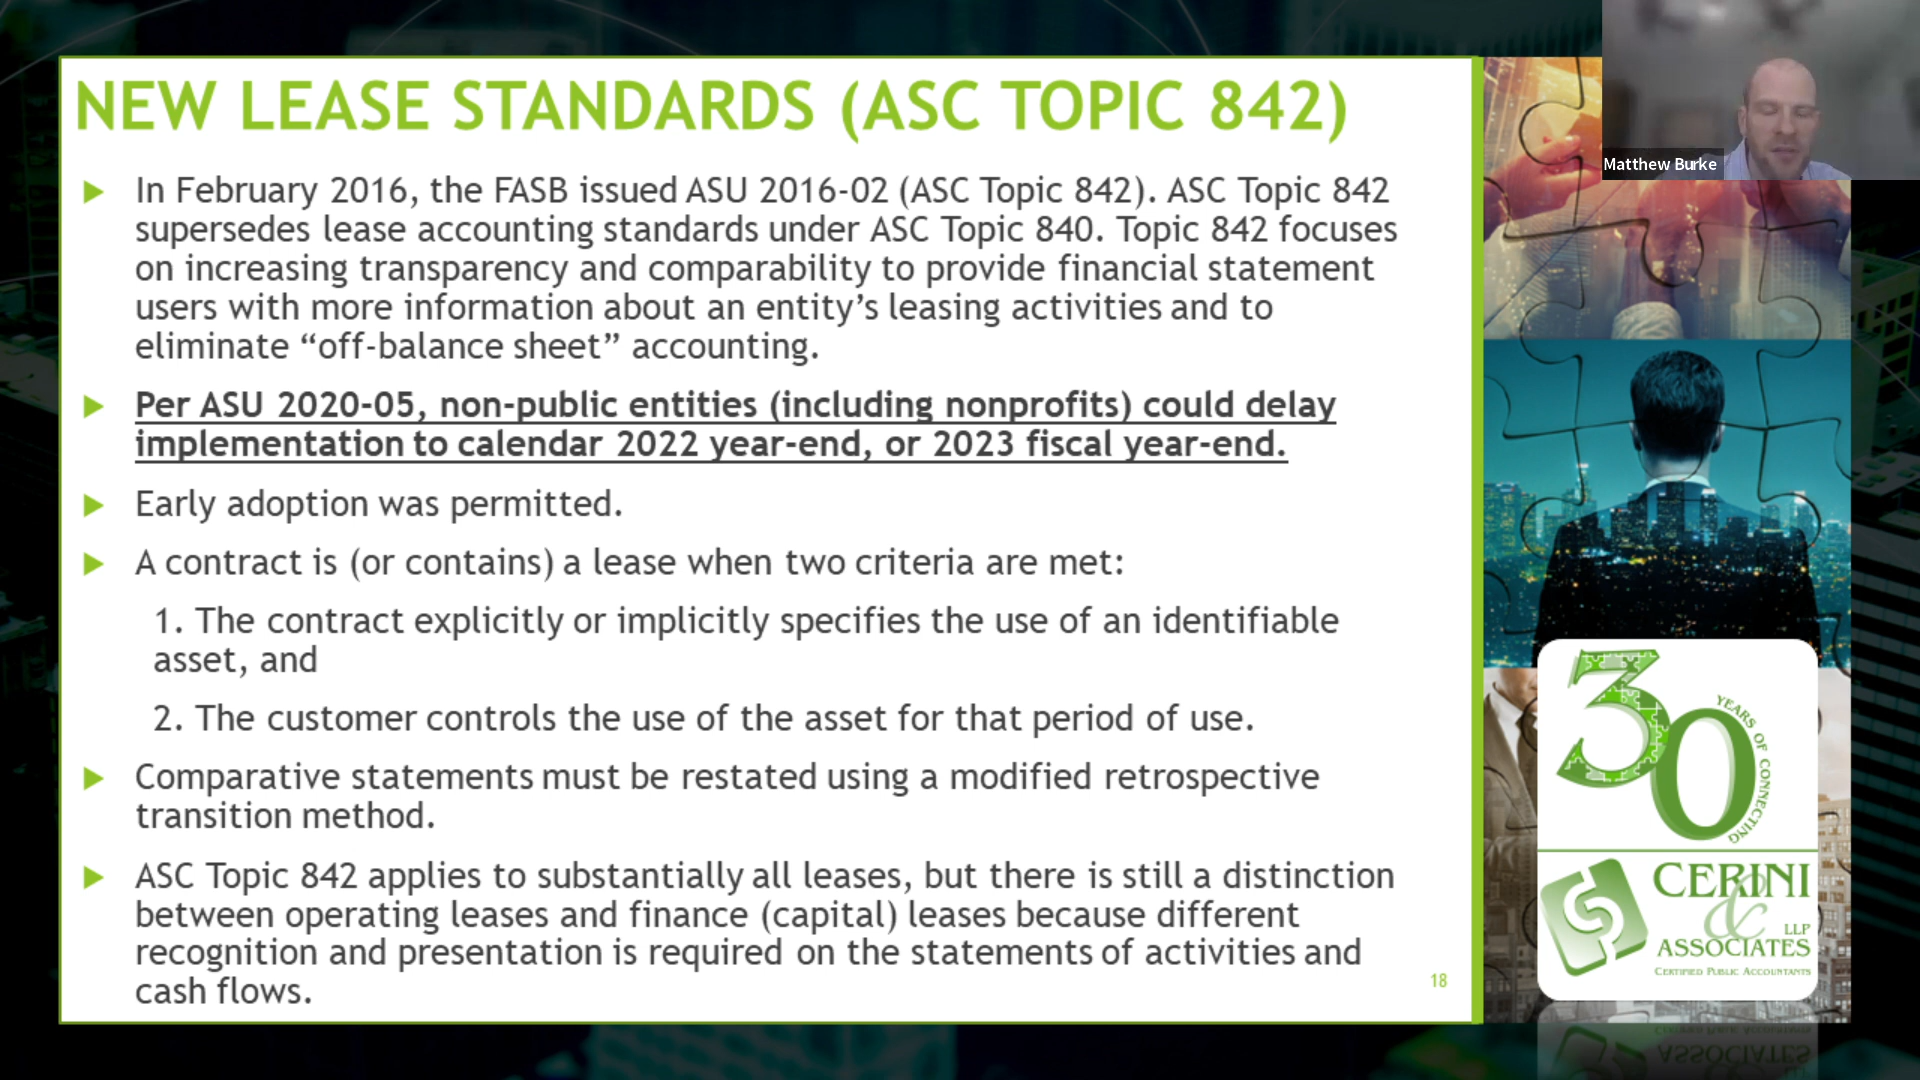 NEW LEASE STANDARDS (ASC TOPIC 842)
In February 2016, the FASB issued ASU 2016-02 (ASC Topic 842). ASC Topic 842
supersedes lease accounting standards under ASC Topic 840. Topic 842 focuses
on increasing transparency and comparability to provide financial statement
users with more information about an entity’s leasing activities and to
eliminate “off-balance sheet” accounting.
Per ASU 2020-05, non-public entities (including nonprofits) could delay
implementation to calendar 2022 year-end, or 2023 fiscal year-end.
Early adoption was permitted.
A contract is (or contains) a lease when two criteria are met:
1. The contract explicitly or implicitly specifies the use of an identifiable
asset, and
2. The customer controls the use of the asset for that period of use.
Comparative statements must be restated using a modified retrospective
transition method.
ASC Topic 842 applies to substantially all leases, but there is still a distinction
between operating leases and finance (capital) leases because different
recognition and presentation is required on the statements of activities and
cash flows.
18
Matthew Burke
30
YEARS OF CONNECTING
CERINI
&
LLP
ASSOCIATES
CERTIFIED PUBLIC ACCOUNTANTS